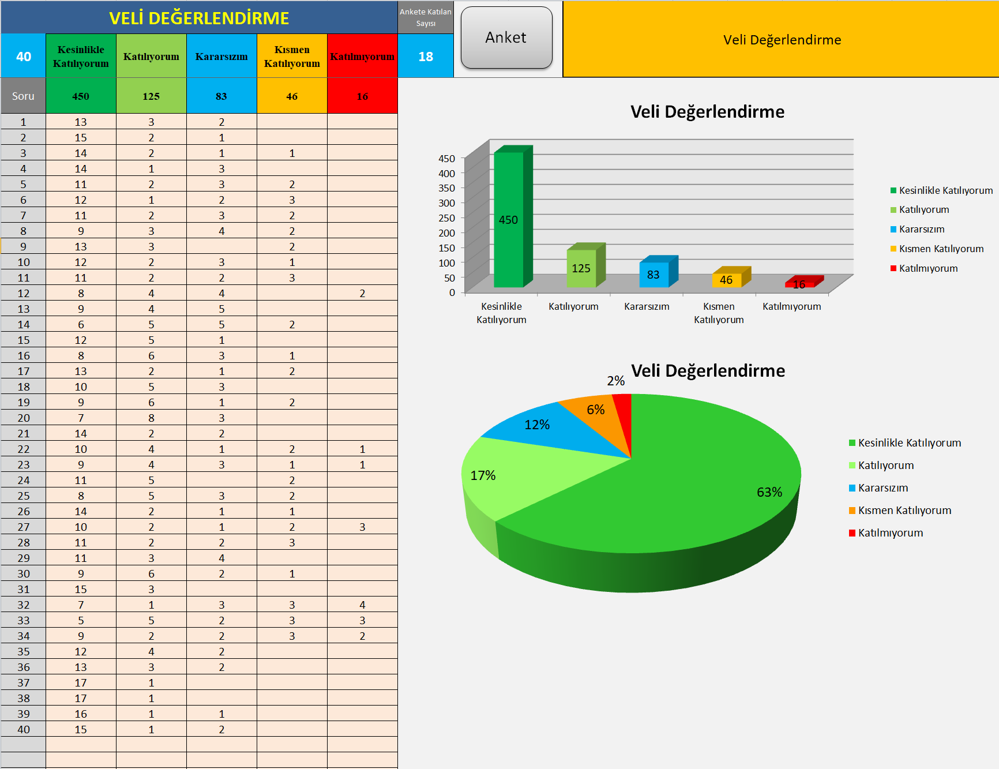 VELİ DEĞERLENDİRME
Ankete Katılan
Sayısı
Anket
Veli Değerlendirme
40
Kesinlikle
Katılıyorum
Katılıyorum
Kararsızım
Kısmen
Katılıyorum
Katılmıyorum
18
Soru 450 125 83 46 16
1 13 3 2
2 15 2 1
3 14 2 1 1
4 14 1 3
5 11 2 3 2
6 12 1 2 3
7 11 2 3 2
8 9 3 4 2
9 13 3 2
10 12 2 3 1
11 11 2 2 3
12 8 4 4 2
13 9 4 5
14 6 5 5 2
15 12 5 1
16 8 6 3 1
17 13 2 1 2
18 10 5 3
19 9 6 1 2
20 7 8 3
21 14 2 2
22 10 4 1 2 1
23 9 4 3 1 1
24 11 5 2
25 8 5 3 2
26 14 2 1 1
27 10 2 1 2 3
28 11 2 2 3
29 11 3 4
30 9 6 2 1
31 15 3
32 7 1 3 3 4
33 5 5 2 3 3
34 9 2 2 3 2
35 12 4 2
36 13 3 2
37 17 1
38 17 1
39 16 1 1
40 15 1 2
Veli Değerlendirme
450
400
350
300
250
200
150
100
50
0
450
125
83
46
16
Kesinlikle
Katılıyorum
Katılıyorum
Kararsızım
Kısmen
Katılıyorum
Katılmıyorum
Kesinlikle Katılıyorum
Katılıyorum
Kararsızım
Kısmen Katılıyorum
Katılmıyorum
Veli Değerlendirme
2%
6%
12%
17%
63%
Kesinlikle Katılıyorum
Katılıyorum
Kararsızım
Kısmen Katılıyorum
Katılmıyorum